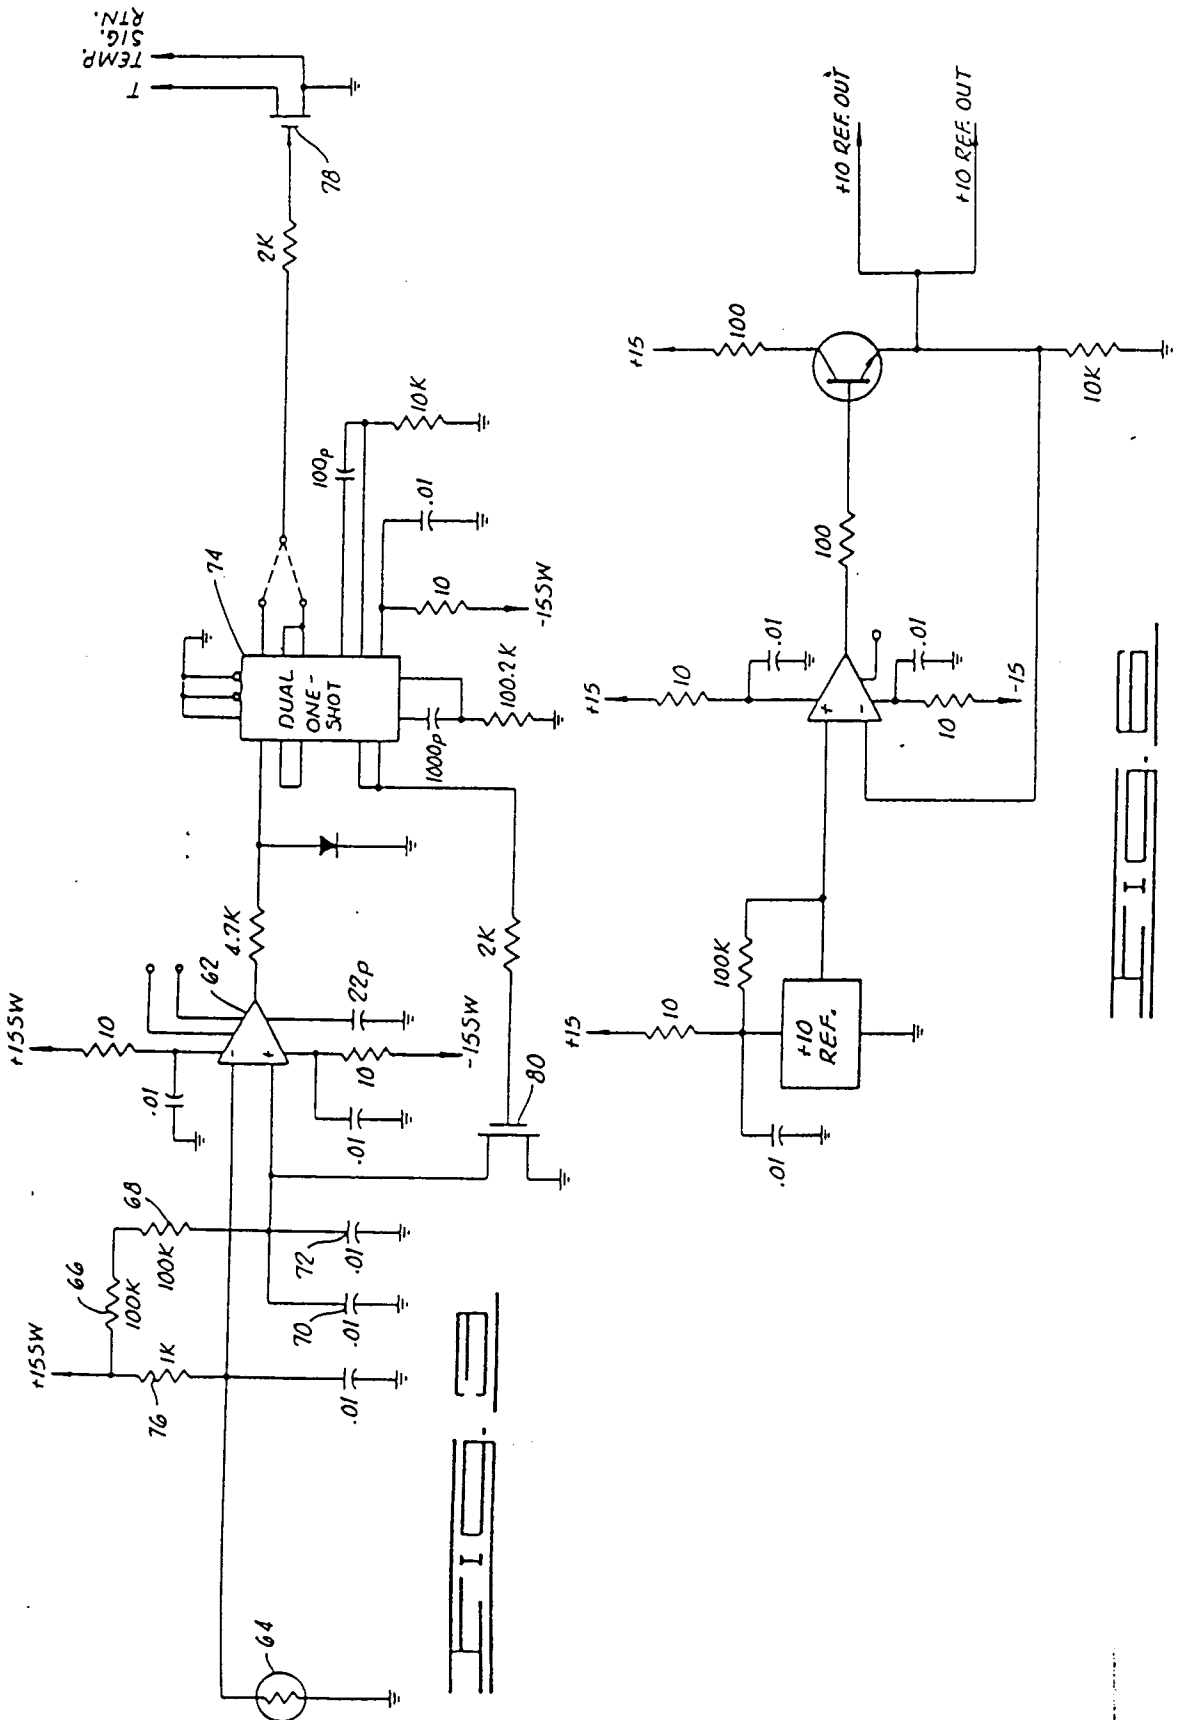 TEMP.
SIG.
RTN.
T
78
2K
74
DUAL
ONE-
SHOT
100p
10K
.01
10
-15SW
1000p
100.2K
4.7K
2K
+15SW
10
62
.01
-
+
22p
10
-15SW
.01
80
68
100K
66
100K
+15SW
1K
76
72
.01
70
.01
.01
64
+10 REF. OUT
+10 REF. OUT
+15
100
10K
100
+15
10
.01
+
-
.01
10
-15
+15
10
100K
+10
REF.
.01